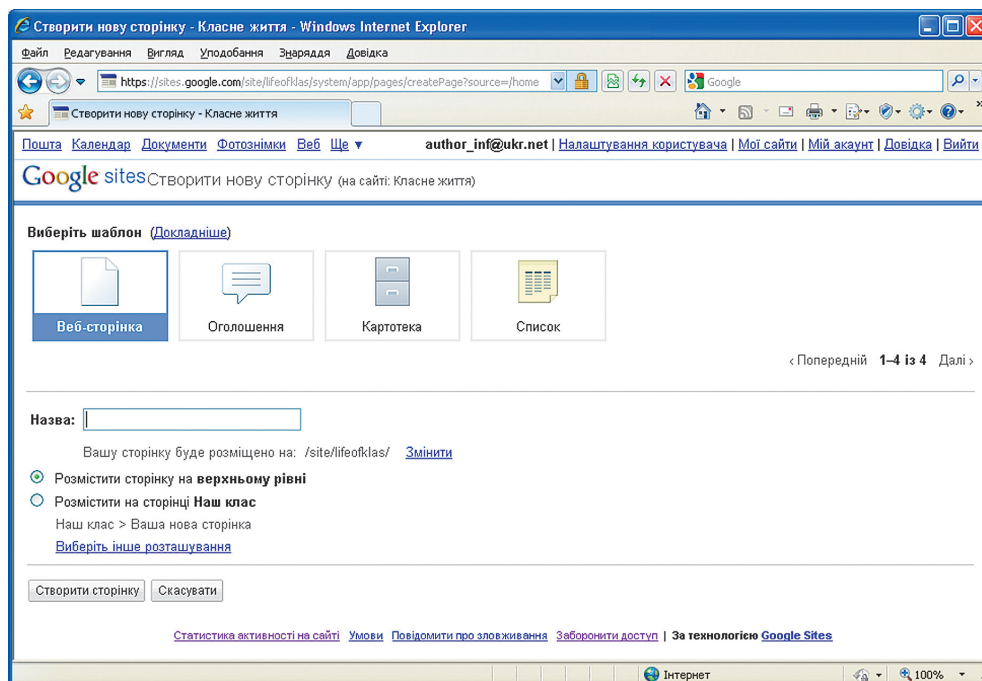 Створити нову сторінку - Класне життя - Windows Internet Explorer
Файл Редагування Вигляд Уподобання Знаряддя Довідка
https://sites.google.com/site/lifeofklas/system/app/pages/createPage?source=/home Google
Створити нову сторінку - Класне життя
Пошта Календар Документи Фотознімки Веб Ще ▼ author_inf@ukr.net | Налаштування користувача | Мої сайти | Мій акаунт | Довідка | Вийти
Google sites Створити нову сторінку (на сайті: Класне життя)
Виберіть шаблон (Докладніше)
Веб-сторінка Оголошення Картотека Список
‹ Попередній 1–4 із 4 Далі ›
Назва:
Вашу сторінку буде розміщено на: /site/lifeofklas/ Змінити
Розмістити сторінку на верхньому рівні
Розмістити на сторінці Наш клас
Наш клас > Ваша нова сторінка
Виберіть інше розташування
Створити сторінку Скасувати
Статистика активності на сайті Умови Повідомити про зловживання Заборонити доступ | За технологією Google Sites
Інтернет 100%